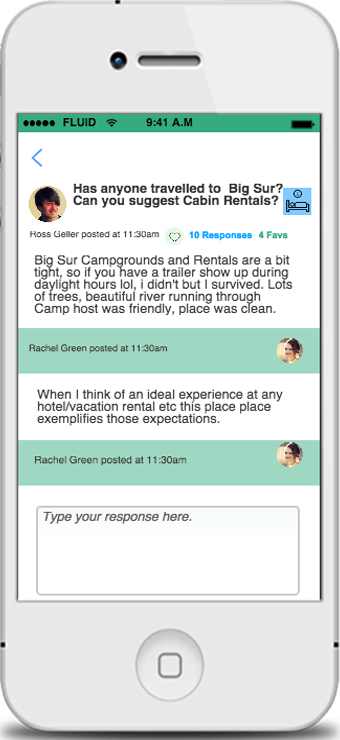 FLUID 9:41 A.M
Has anyone travelled to Big Sur?
Can you suggest Cabin Rentals?
Ross Geller posted at 11:30am 10 Responses 4 Favs
Big Sur Campgrounds and Rentals are a bit
tight, so if you have a trailer show up during
daylight hours lol, i didn't but I survived. Lots
of trees, beautiful river running through
Camp host was friendly, place was clean.
Rachel Green posted at 11:30am
When I think of an ideal experience at any
hotel/vacation rental etc this place place
exemplifies those expectations.
Rachel Green posted at 11:30am
Type your response here.